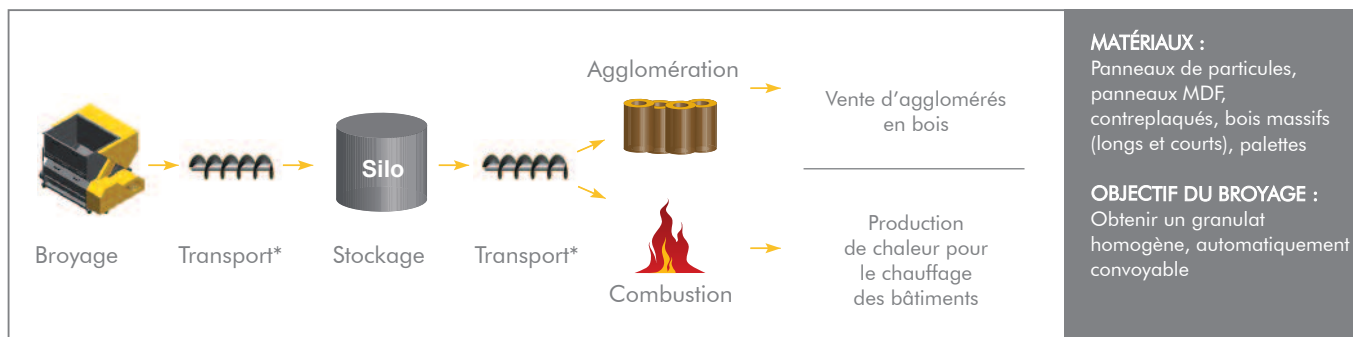 Broyage
Transport*
Silo
Stockage
Transport*
Agglomération
Combustion
Vente d'agglomérés
en bois
Production
de chaleur pour
le chauffage
des bâtiments
MATÉRIAUX :
Panneaux de particules,
panneaux MDF,
contreplaqués, bois massifs
(longs et courts), palettes
OBJECTIF DU BROYAGE :
Obtenir un granulat
homogène, automatiquement
convoyable